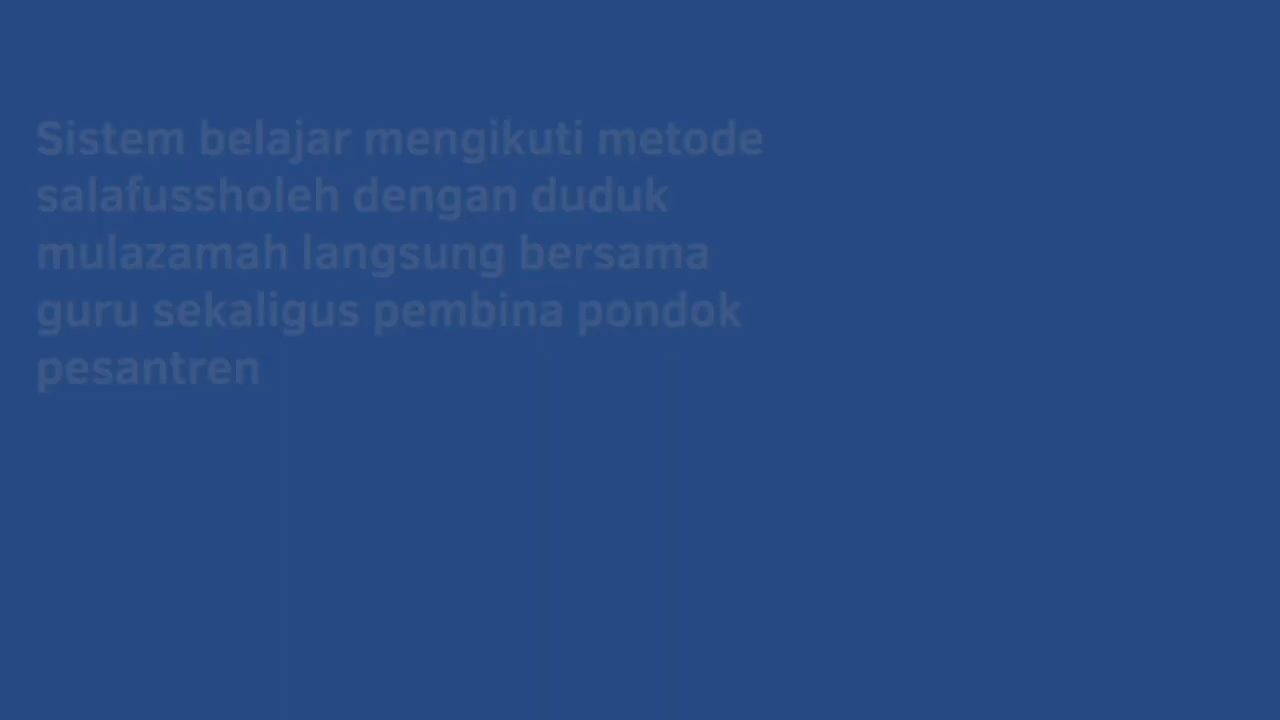 Sistem belajar mengikuti metode
salafussholeh dengan duduk
mulazamah langsung bersama
guru sekaligus pembina pondok
pesantren